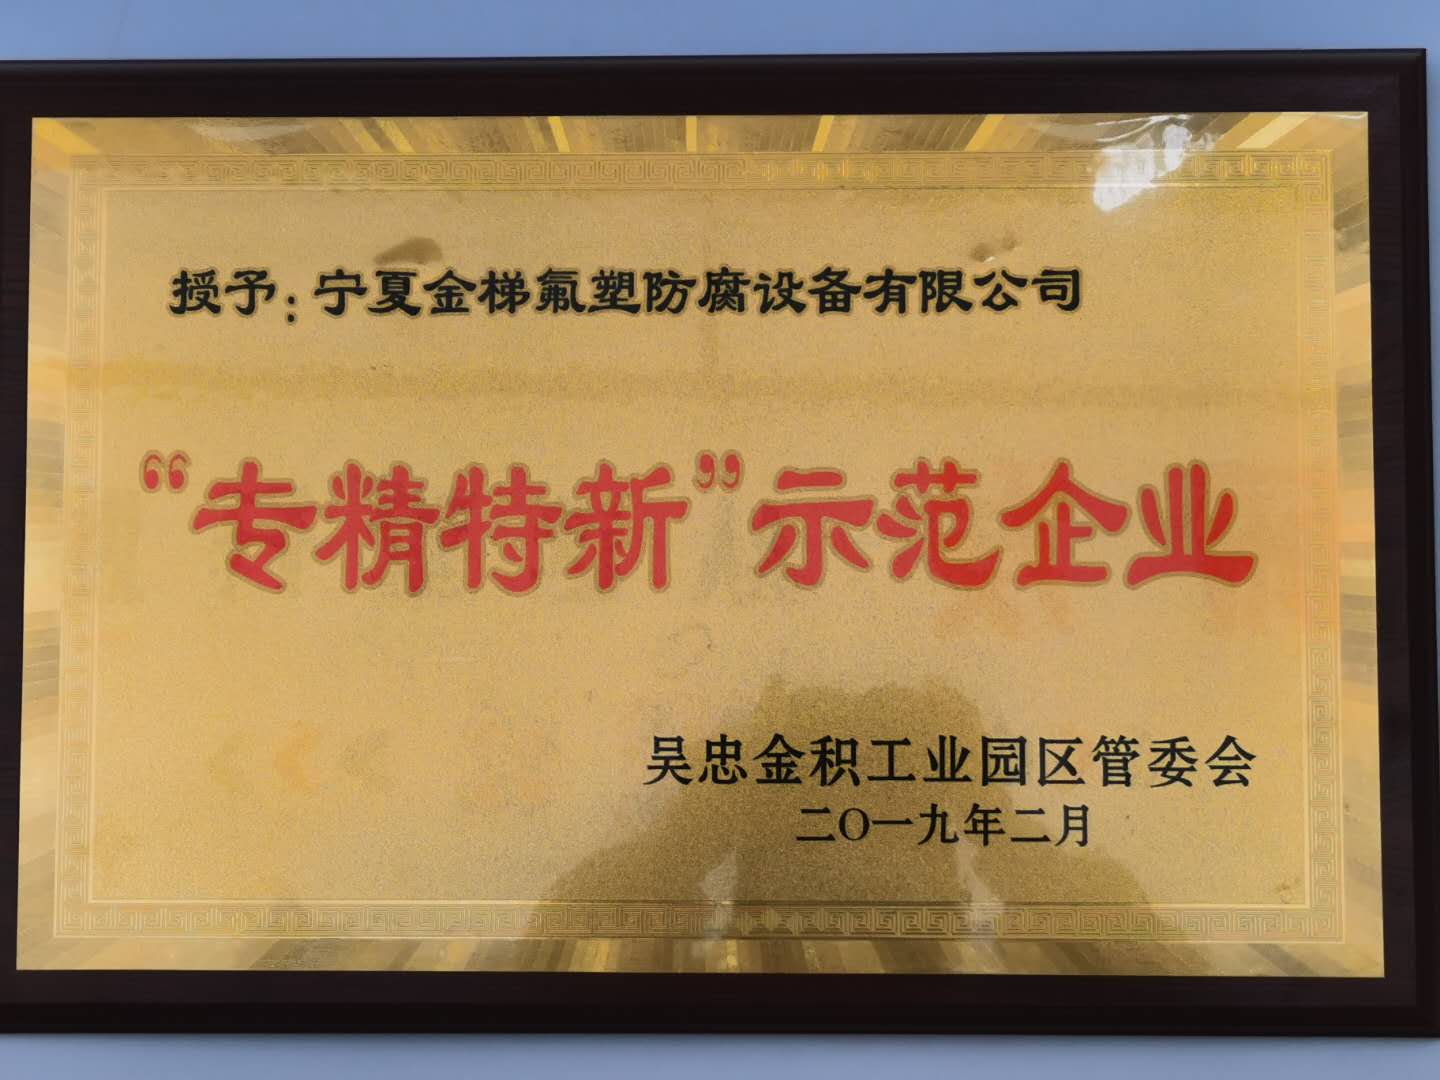 授予:宁夏金梯氟塑防腐设备有限公司
“专精特新”示范企业
吴忠金积工业园区管委会
二〇一九年二月